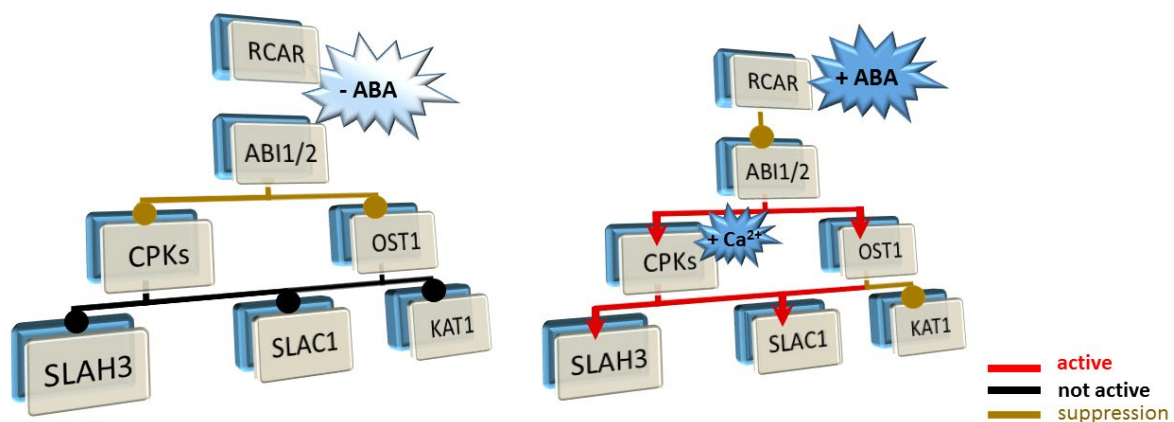 RCAR
- ABA
ABI1/2
CPKs
OST1
SLAH3
SLAC1
KAT1
RCAR
+ ABA
ABI1/2
CPKs
+ Ca²⁺
OST1
SLAH3
SLAC1
KAT1
active
not active
suppression